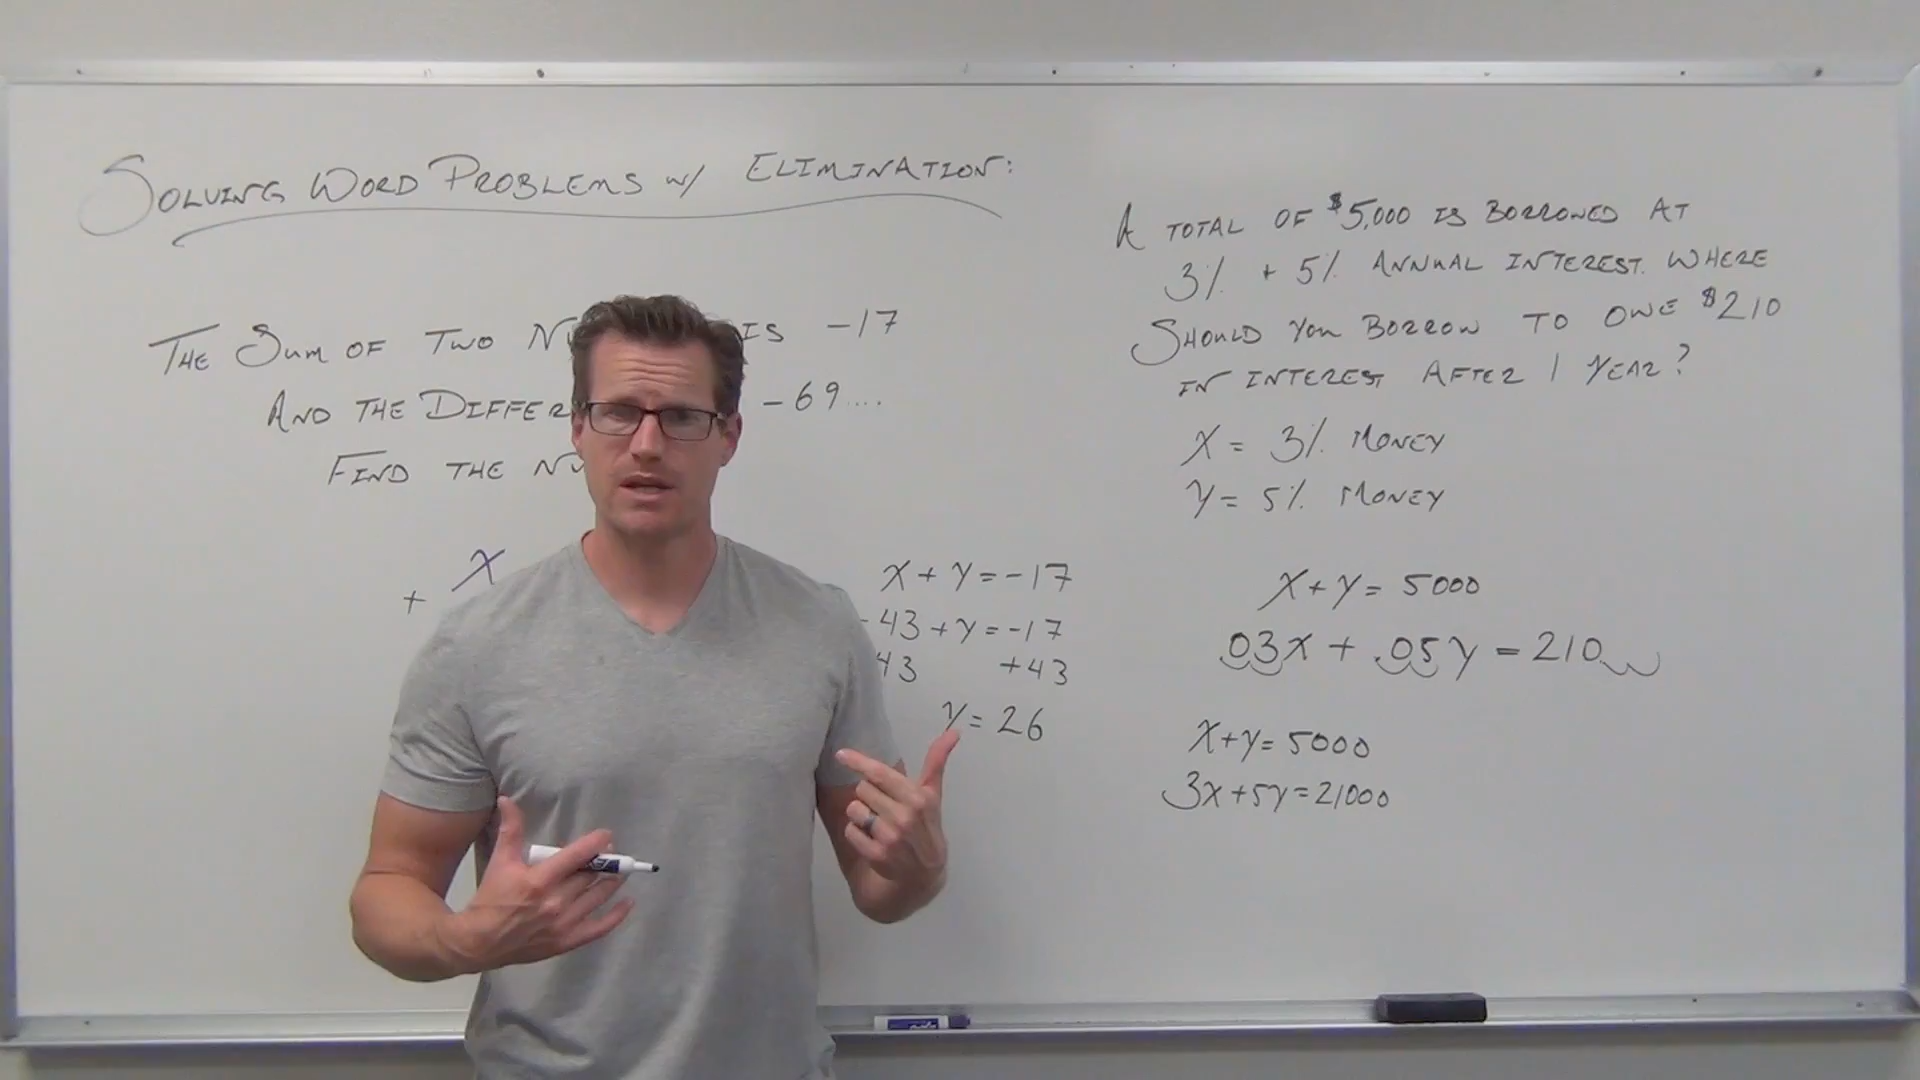 SOLVING WORD PROBLEMS W/ ELIMINATION:
THE SUM OF TWO IS -17
AND THE -69....
FIND THE
X
+
X + Y = -17
43 + Y = -17
43 +43
Y = 26
A TOTAL OF $5,000 IS BORROWED AT
3% + 5% ANNUAL INTEREST. WHERE
SHOULD YOU BORROW TO OWE $210
IN INTEREST AFTER 1 YEAR?
X = 3% MONEY
Y = 5% MONEY
X + Y = 5000
.03X + .05Y = 210
X + Y = 5000
3X + 5Y = 21000